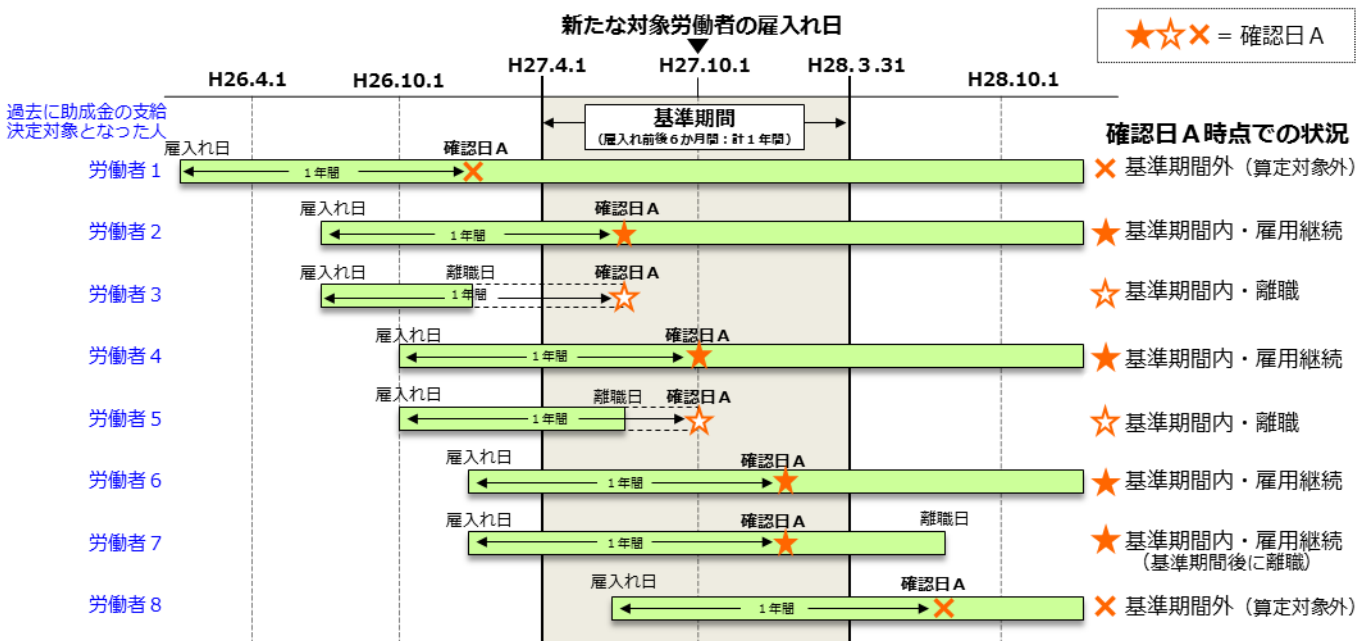 新たな対象労働者の雇入れ日
▼
★☆× = 確認日A
H26.4.1 H26.10.1 H27.4.1 H27.10.1 H28.3.31 H28.10.1
過去に助成金の支給
決定対象となった人
基準期間
(雇入れ前後6か月間:計1年間)
確認日A時点での状況
雇入れ日 確認日A
労働者1 1年間 × × 基準期間外(算定対象外)
雇入れ日 確認日A
労働者2 1年間 ★ ★ 基準期間内・雇用継続
雇入れ日 離職日 確認日A
労働者3 1年間 ☆ ☆ 基準期間内・離職
雇入れ日 確認日A
労働者4 1年間 ★ ★ 基準期間内・雇用継続
雇入れ日 離職日 確認日A
労働者5 1年間 ☆ ☆ 基準期間内・離職
雇入れ日 確認日A
労働者6 1年間 ★ ★ 基準期間内・雇用継続
雇入れ日 確認日A 離職日
労働者7 1年間 ★ ★ 基準期間内・雇用継続
(基準期間後に離職)
雇入れ日 確認日A
労働者8 1年間 × × 基準期間外(算定対象外)